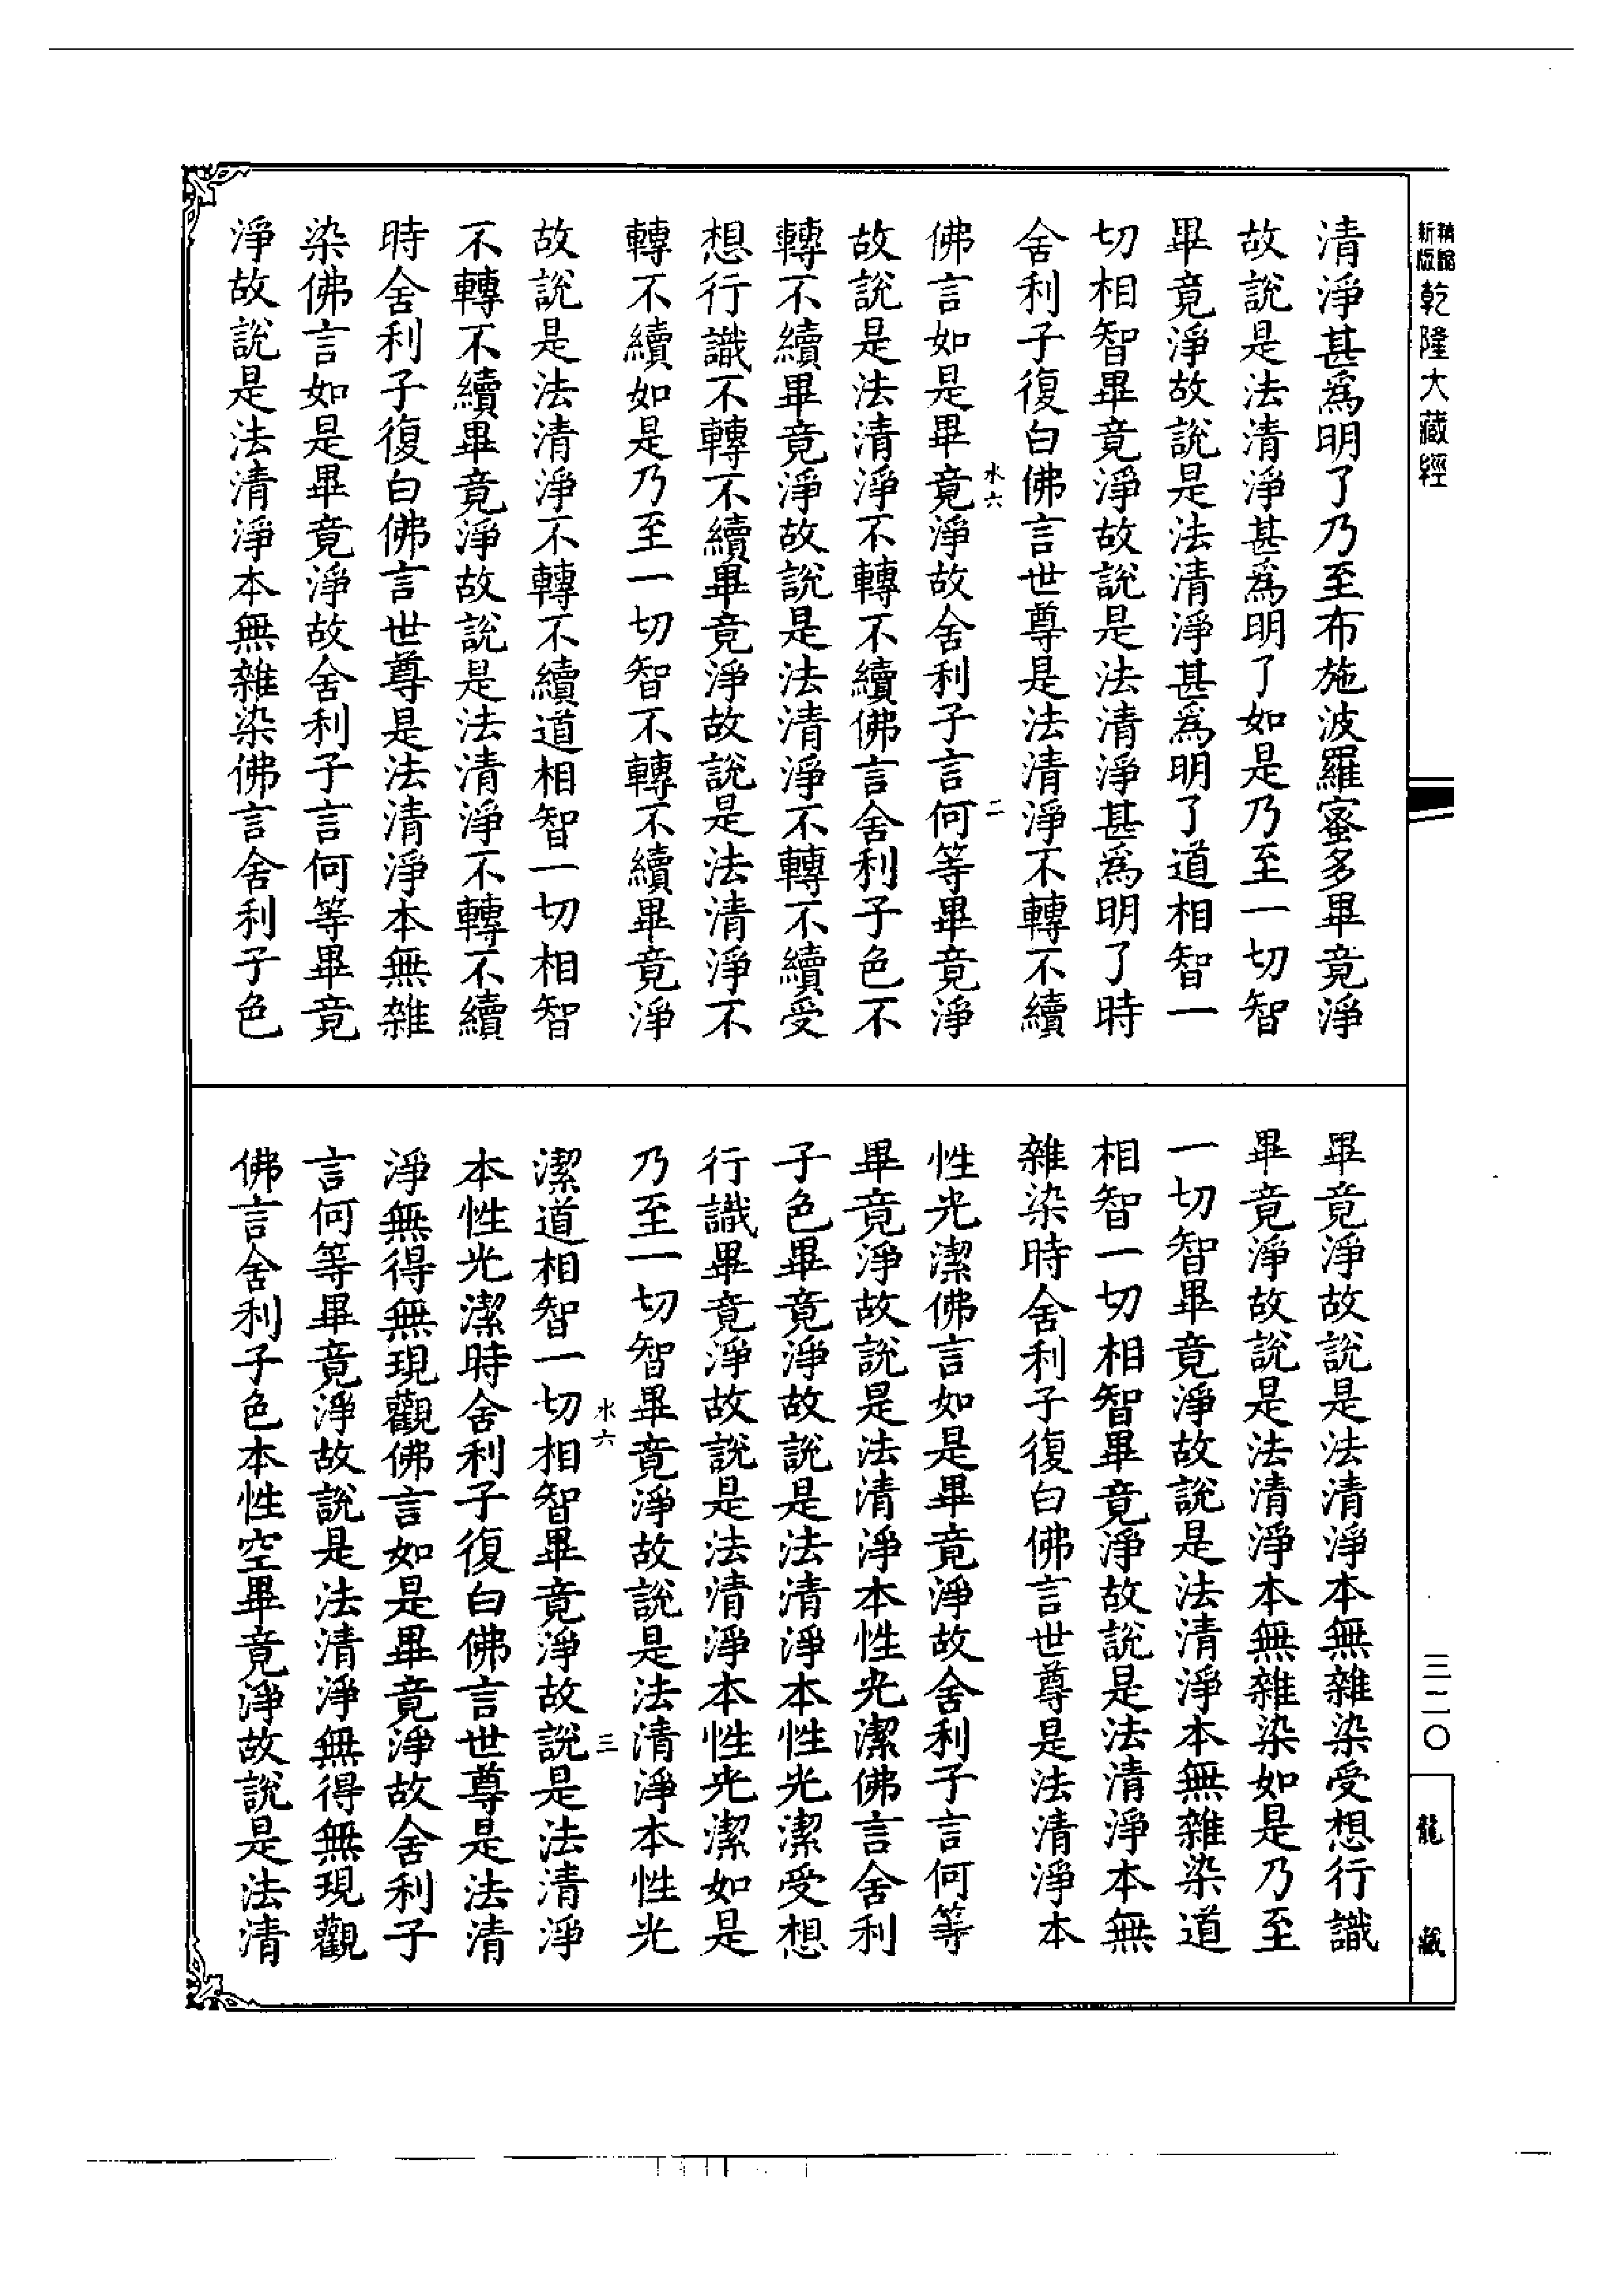 新版精縮乾隆大藏經
三二〇
龍藏
清淨甚爲明了乃至布施波羅蜜多畢竟淨
故說是法清淨甚爲明了如是乃至一切智
畢竟淨故說是法清淨甚爲明了道相智一
切相智畢竟淨故說是法清淨甚爲明了時
舍利子復白佛言世尊是法清淨不轉不續
水六
二
佛言如是畢竟淨故舍利子言何等畢竟淨
故說是法清淨不轉不續佛言舍利子色不
轉不續畢竟淨故說是法清淨不轉不續受
想行識不轉不續畢竟淨故說是法清淨不
轉不續如是乃至一切智不轉不續畢竟淨
故說是法清淨不轉不續道相智一切相智
不轉不續畢竟淨故說是法清淨不轉不續
時舍利子復白佛言世尊是法清淨本無雜
染佛言如是畢竟淨故舍利子言何等畢竟
淨故說是法清淨本無雜染佛言舍利子色
畢竟淨故說是法清淨本無雜染受想行識
畢竟淨故說是法清淨本無雜染如是乃至
一切智畢竟淨故說是法清淨本無雜染道
相智一切相智畢竟淨故說是法清淨本無
雜染時舍利子復白佛言世尊是法清淨本
性光潔佛言如是畢竟淨故舍利子言何等
畢竟淨故說是法清淨本性光潔佛言舍利
子色畢竟淨故說是法清淨本性光潔受想
行識畢竟淨故說是法清淨本性光潔如是
乃至一切智畢竟淨故說是法清淨本性光
水六
三
潔道相智一切相智畢竟淨故說是法清淨
本性光潔時舍利子復白佛言世尊是法清
淨無得無現觀佛言如是畢竟淨故舍利子
言何等畢竟淨故說是法清淨無得無現觀
佛言舍利子色本性空畢竟淨故說是法清